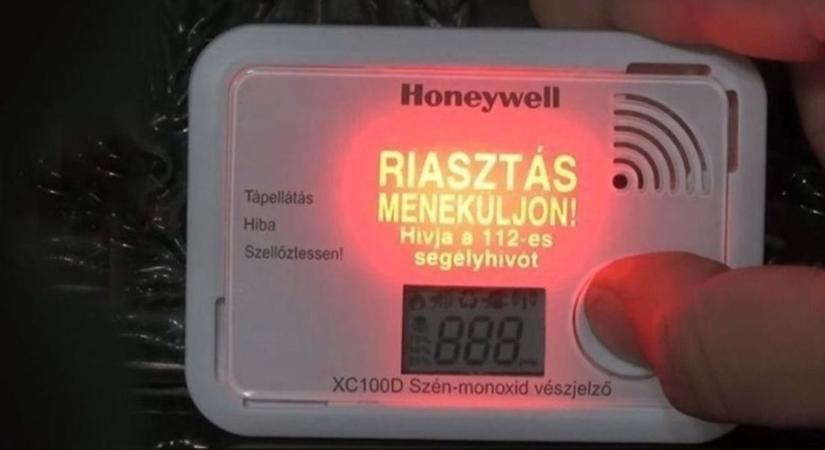 Honeywell
RIASZTÁS
MENEKÜLJÖN!
Hívja a 112-es
segélyhívót
Tápellátás
Hiba
Szellőztessen!
888
XC100D Szén-monoxid vészjelző